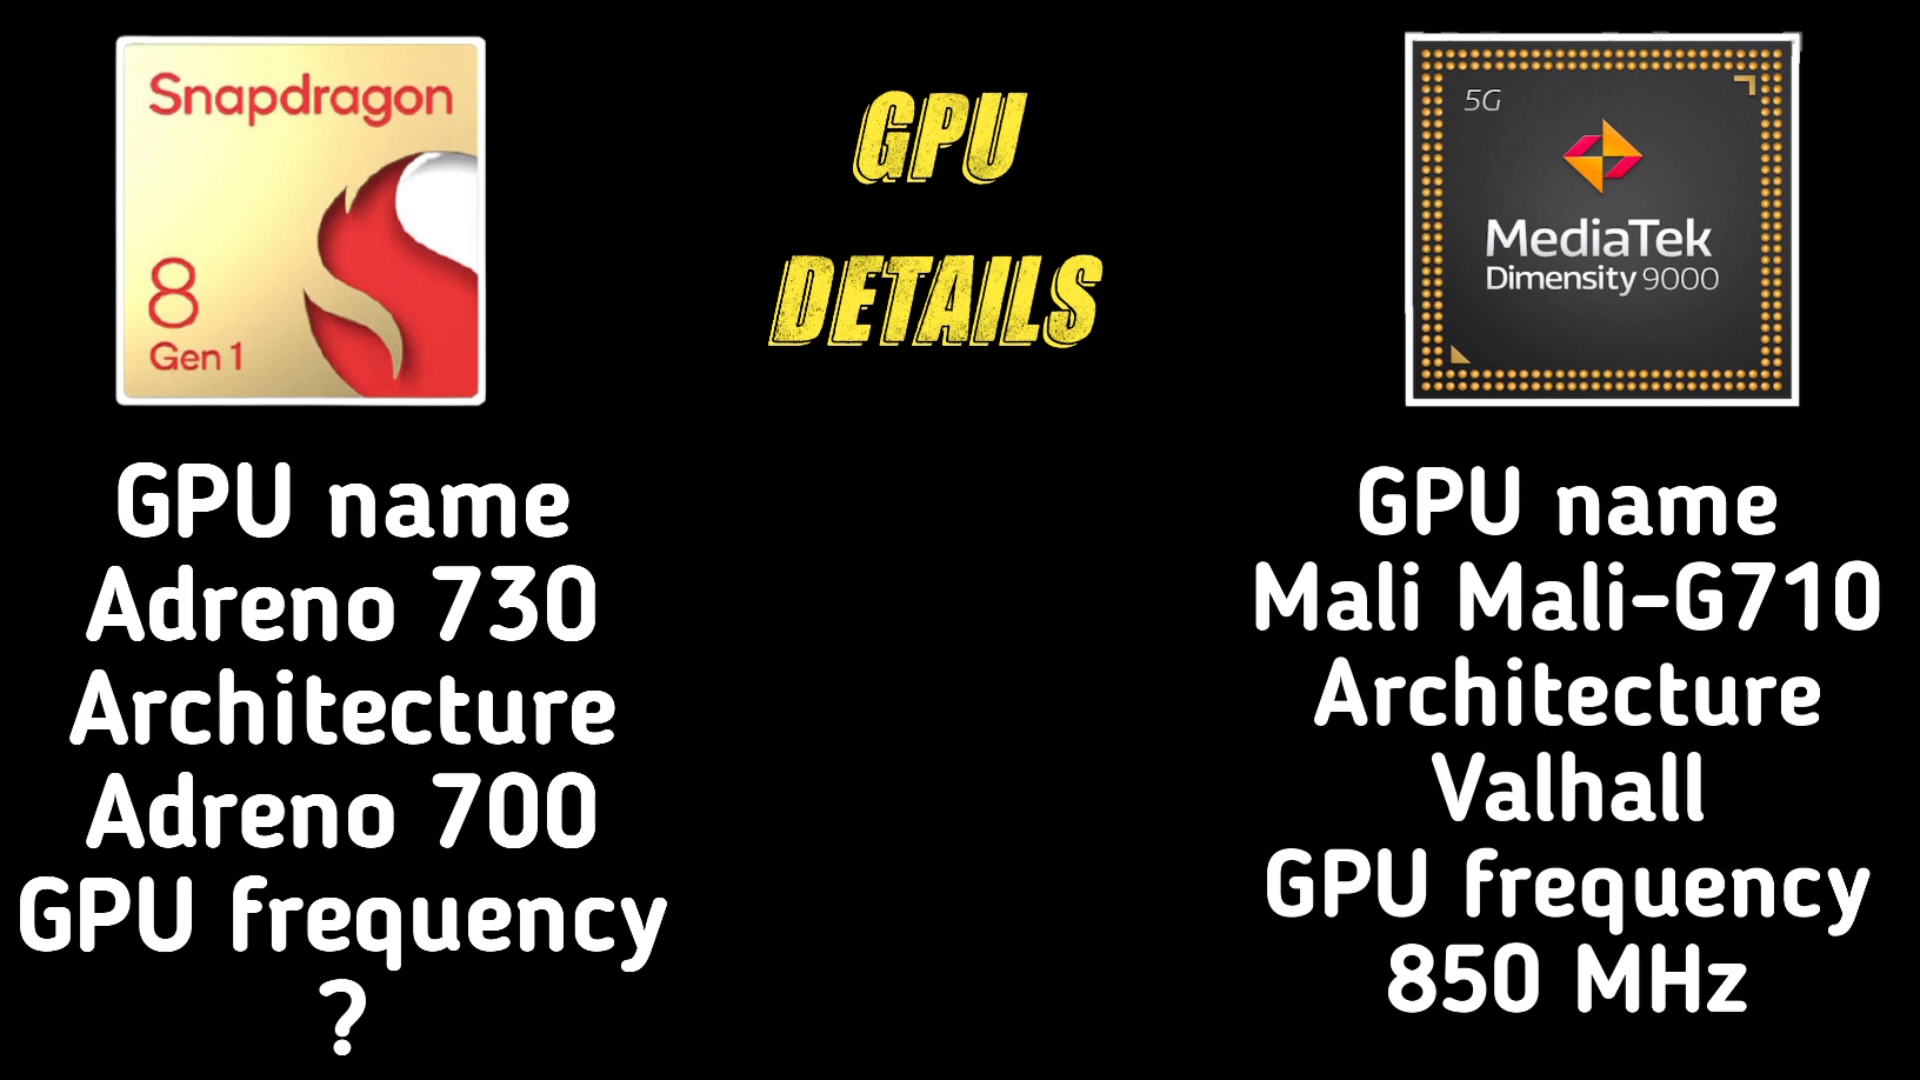 Snapdragon
8
Gen 1
GPU
DETAILS
5G
MediaTek
Dimensity 9000
GPU name
Adreno 730
Architecture
Adreno 700
GPU frequency
?
GPU name
Mali Mali-G710
Architecture
Valhall
GPU frequency
850 MHz